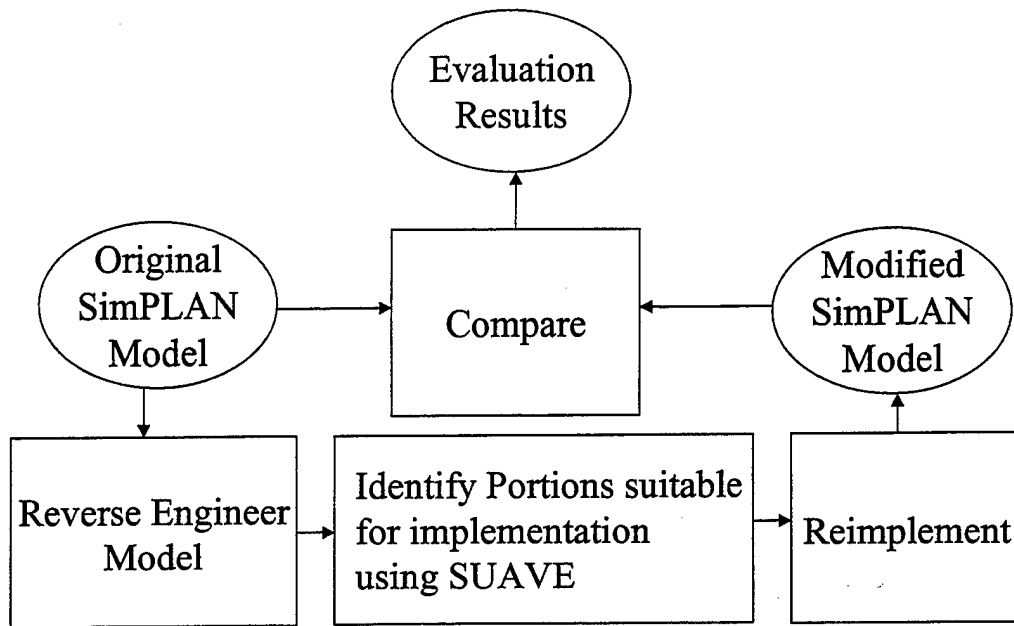 Evaluation
Results
Original
SimPLAN
Model
Compare
Modified
SimPLAN
Model
Reverse Engineer
Model
Identify Portions suitable
for implementation
using SUAVE
Reimplement